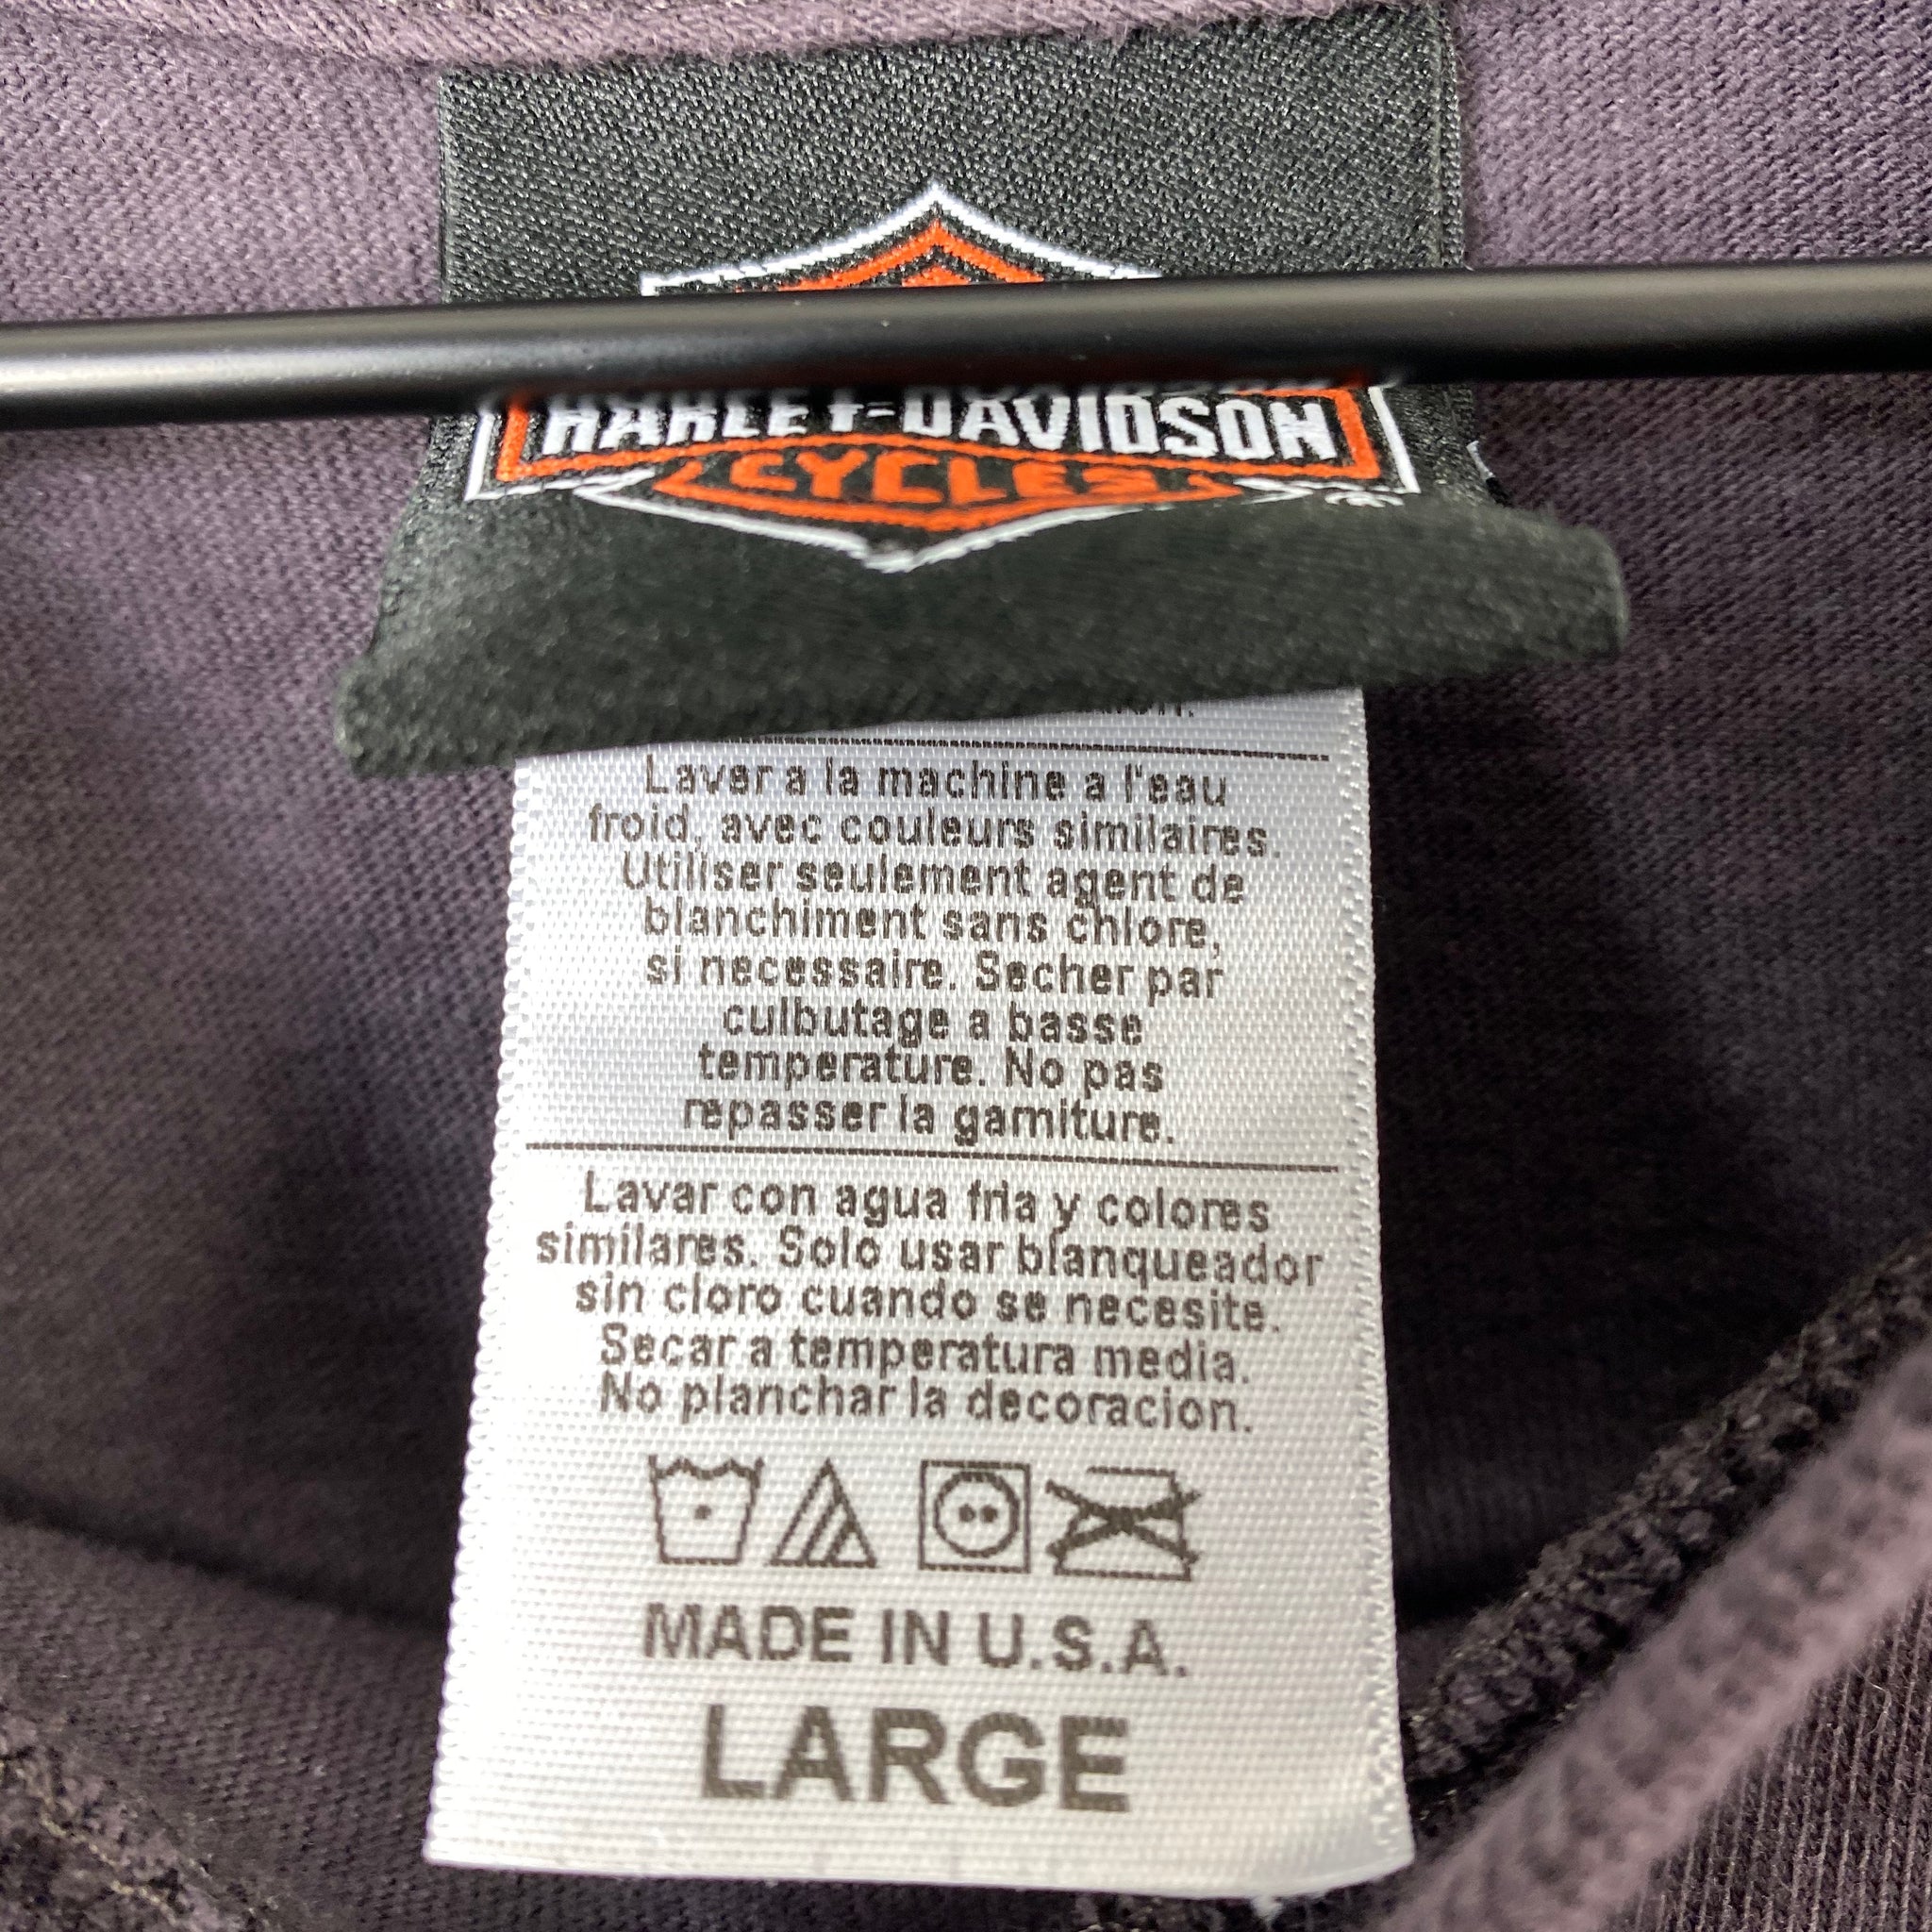 HARLEY-DAVIDSON
CYCLES
Laver a la machine a l'eau
froid, avec couleurs similaires.
Utiliser seulement agent de
blanchiment sans chlore,
si necessaire. Secher par
culbutage a basse
temperature. No pas
repasser la garniture.
Lavar con agua fria y colores
similares. Solo usar blanqueador
sin cloro cuando se necesite.
Secar a temperatura media.
No planchar la decoracion.
MADE IN U.S.A.
LARGE